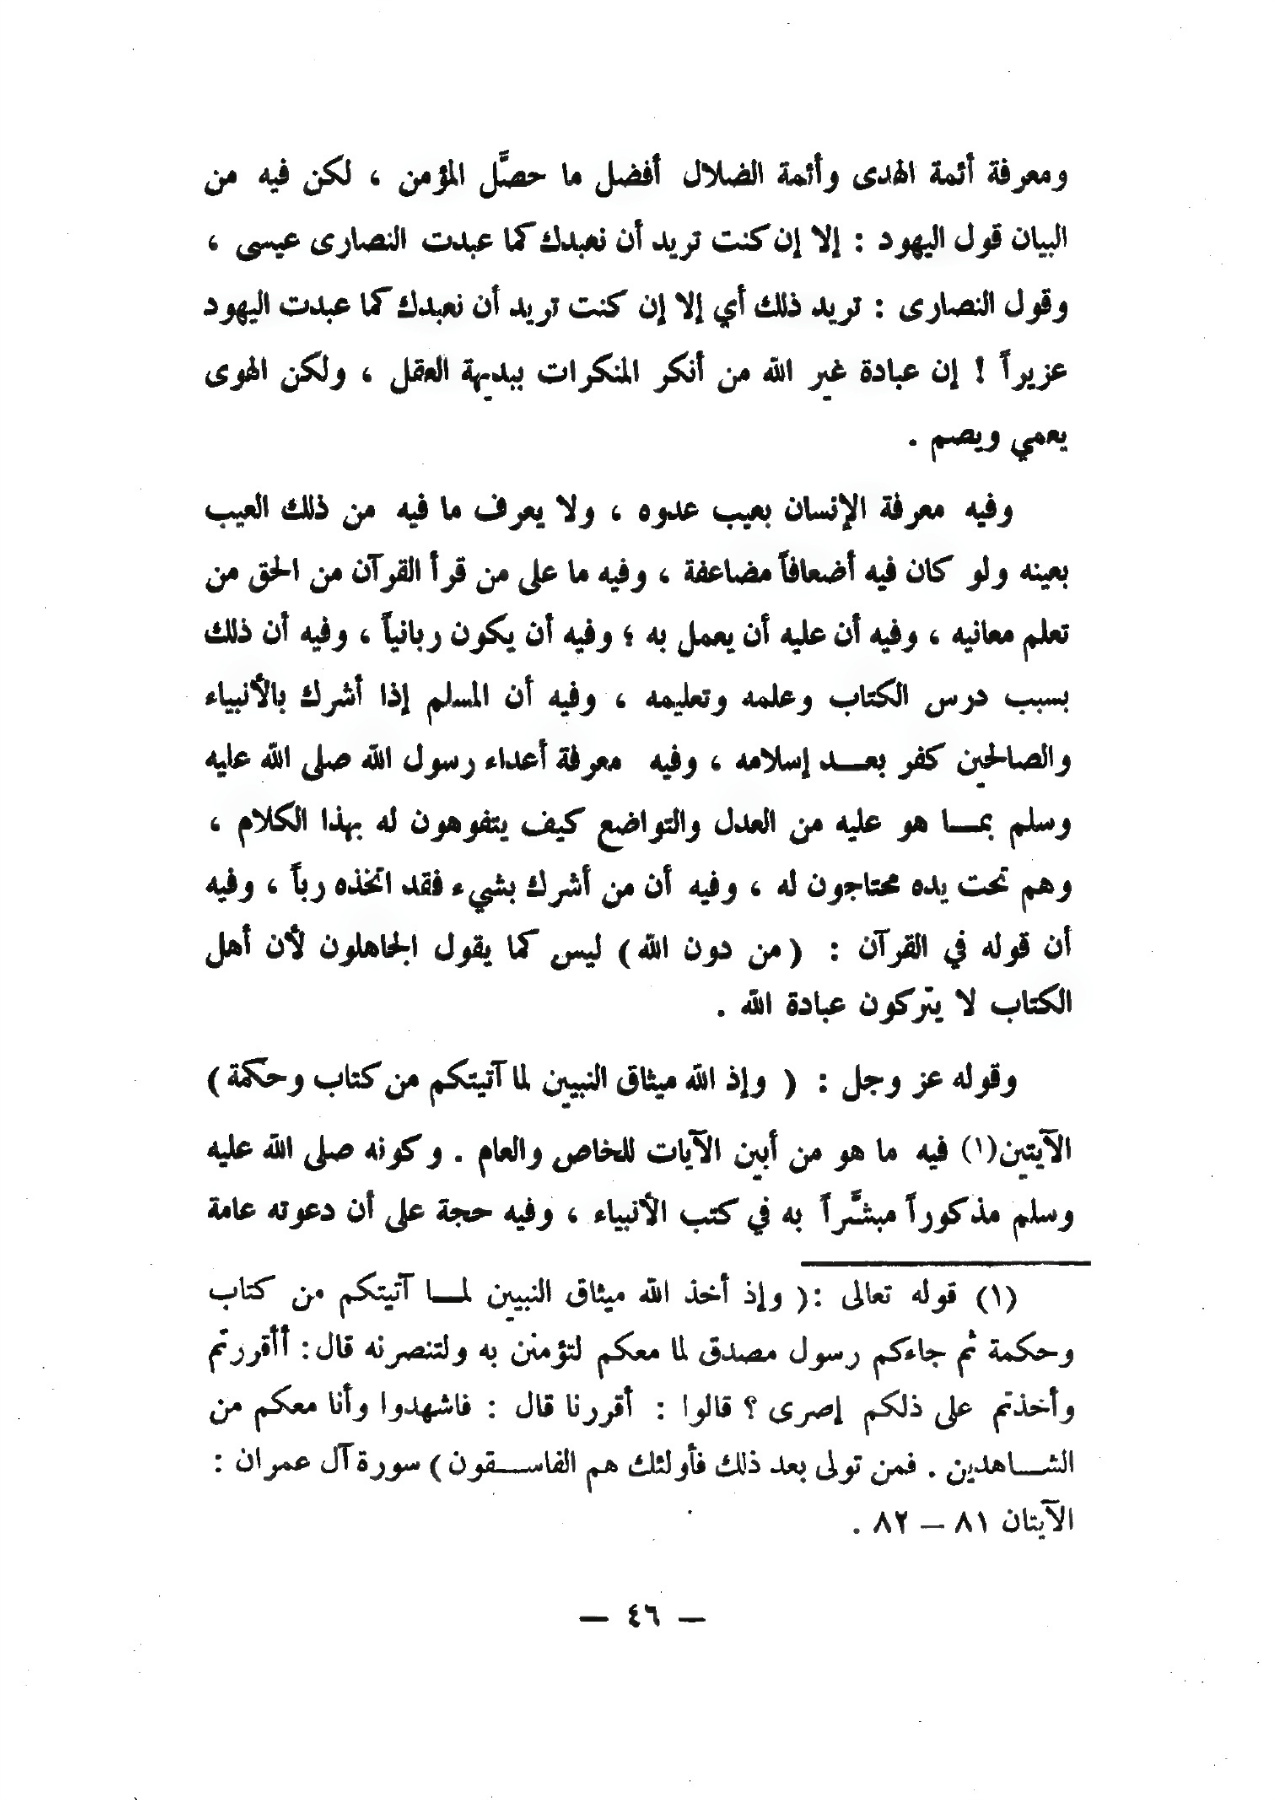 ومعرفة أئمة الهدى وأئمة الضلال أفضل ما حصَّل المؤمن ، لكن فيه من
البيان قول اليهود : إلا إن كنت تريد أن نعبدك كما عبدت النصارى عيسى ،
وقول النصارى : تريد ذلك أي إلا إن كنت تريد أن نعبدك كما عبدت اليهود
عزيراً ! إن عبادة غير الله من أنكر المنكرات ببديهة العقل ، ولكن الهوى
يعمي ويصم .
وفيه معرفة الإنسان بعيب عدوه ، ولا يعرف ما فيه من ذلك العيب
بعينه ولو كان فيه أضعافاً مضاعفة ، وفيه ما على من قرأ القرآن من الحق من
تعلم معانيه ، وفيه أن عليه أن يعمل به ؛ وفيه أن يكون ربانياً ، وفيه أن ذلك
بسبب درس الكتاب وعلمه وتعليمه ، وفيه أن المسلم إذا أشرك بالأنبياء
والصالحين كفر بعد إسلامه ، وفيه معرفة أعداء رسول الله صلى الله عليه
وسلم بما هو عليه من العدل والتواضع كيف يتفوهون له بهذا الكلام ،
وهم تحت يده محتاجون له ، وفيه أن من أشرك بشيء فقد اتخذه رباً ، وفيه
أن قوله في القرآن : ( من دون الله ) ليس كما يقول الجاهلون لأن أهل
الكتاب لا يتركون عبادة الله .
وقوله عز وجل : ( وإذ الله ميثاق النبيين لما آتيتكم من كتاب وحكمة )
الآيتين(١) فيه ما هو من أبين الآيات للخاص والعام . وكونه صلى الله عليه
وسلم مذكوراً مبشَّراً به في كتب الأنبياء ، وفيه حجة على أن دعوته عامة
(١) قوله تعالى :( وإذ أخذ الله ميثاق النبيين لما آتيتكم من كتاب
وحكمة ثم جاءكم رسول مصدق لما معكم لتؤمنن به ولتنصرنه قال: أأقررتم
وأخذتم على ذلكم إصرى ؟ قالوا : أقررنا قال : فاشهدوا وأنا معكم من
الشاهدين . فمن تولى بعد ذلك فأولئك هم الفاسقون ) سورة آل عمران :
الآيتان ٨١ – ٨٢ .
— ٤٦ —